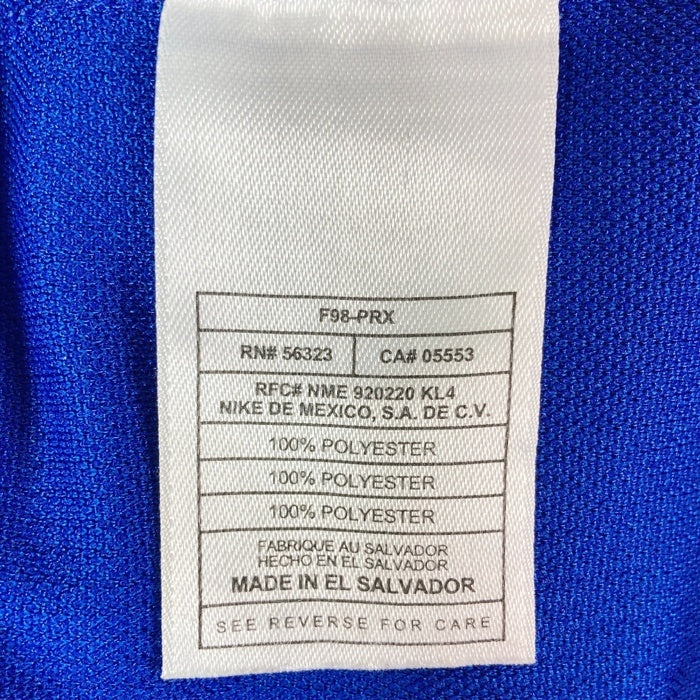 F98-PRX
RN# 56323 CA# 05553
RFC# NME 920220 KL4
NIKE DE MEXICO, S.A. DE C.V.
100% POLYESTER
100% POLYESTER
100% POLYESTER
FABRIQUE AU SALVADOR
HECHO EN EL SALVADOR
MADE IN EL SALVADOR
SEE REVERSE FOR CARE